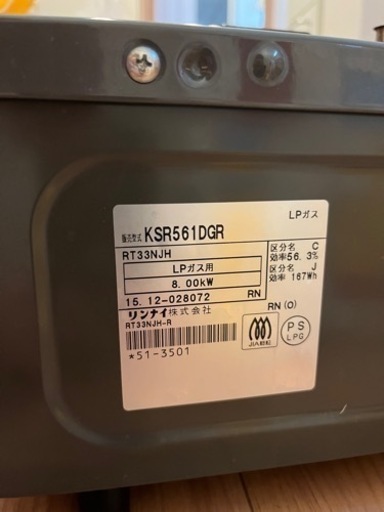 LPガス
販売型式 KSR561DGR
RT33NJH
LPガス用
8.00kW
15.12-028072 RN
リンナイ株式会社
RT33NJH-R
*51-3501
区分名 C
効率56.3%
区分名 J
効率 167Wh
RN(O)
JIA認証
PS
LPG